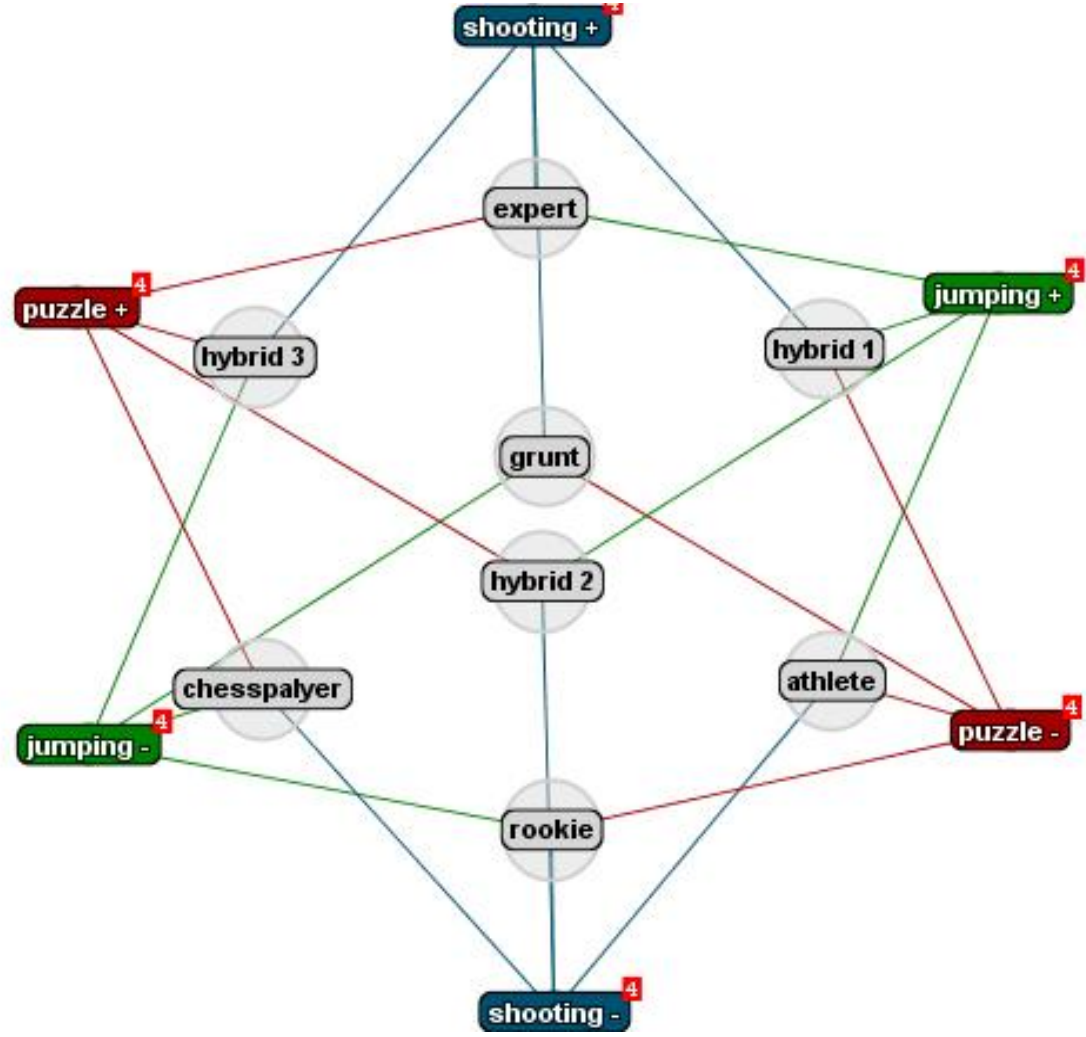 4
shooting +
expert
4
4
puzzle +
jumping +
hybrid 3
hybrid 1
grunt
hybrid 2
chesspalyer
athlete
4
4
jumping -
puzzle -
rookie
4
shooting -